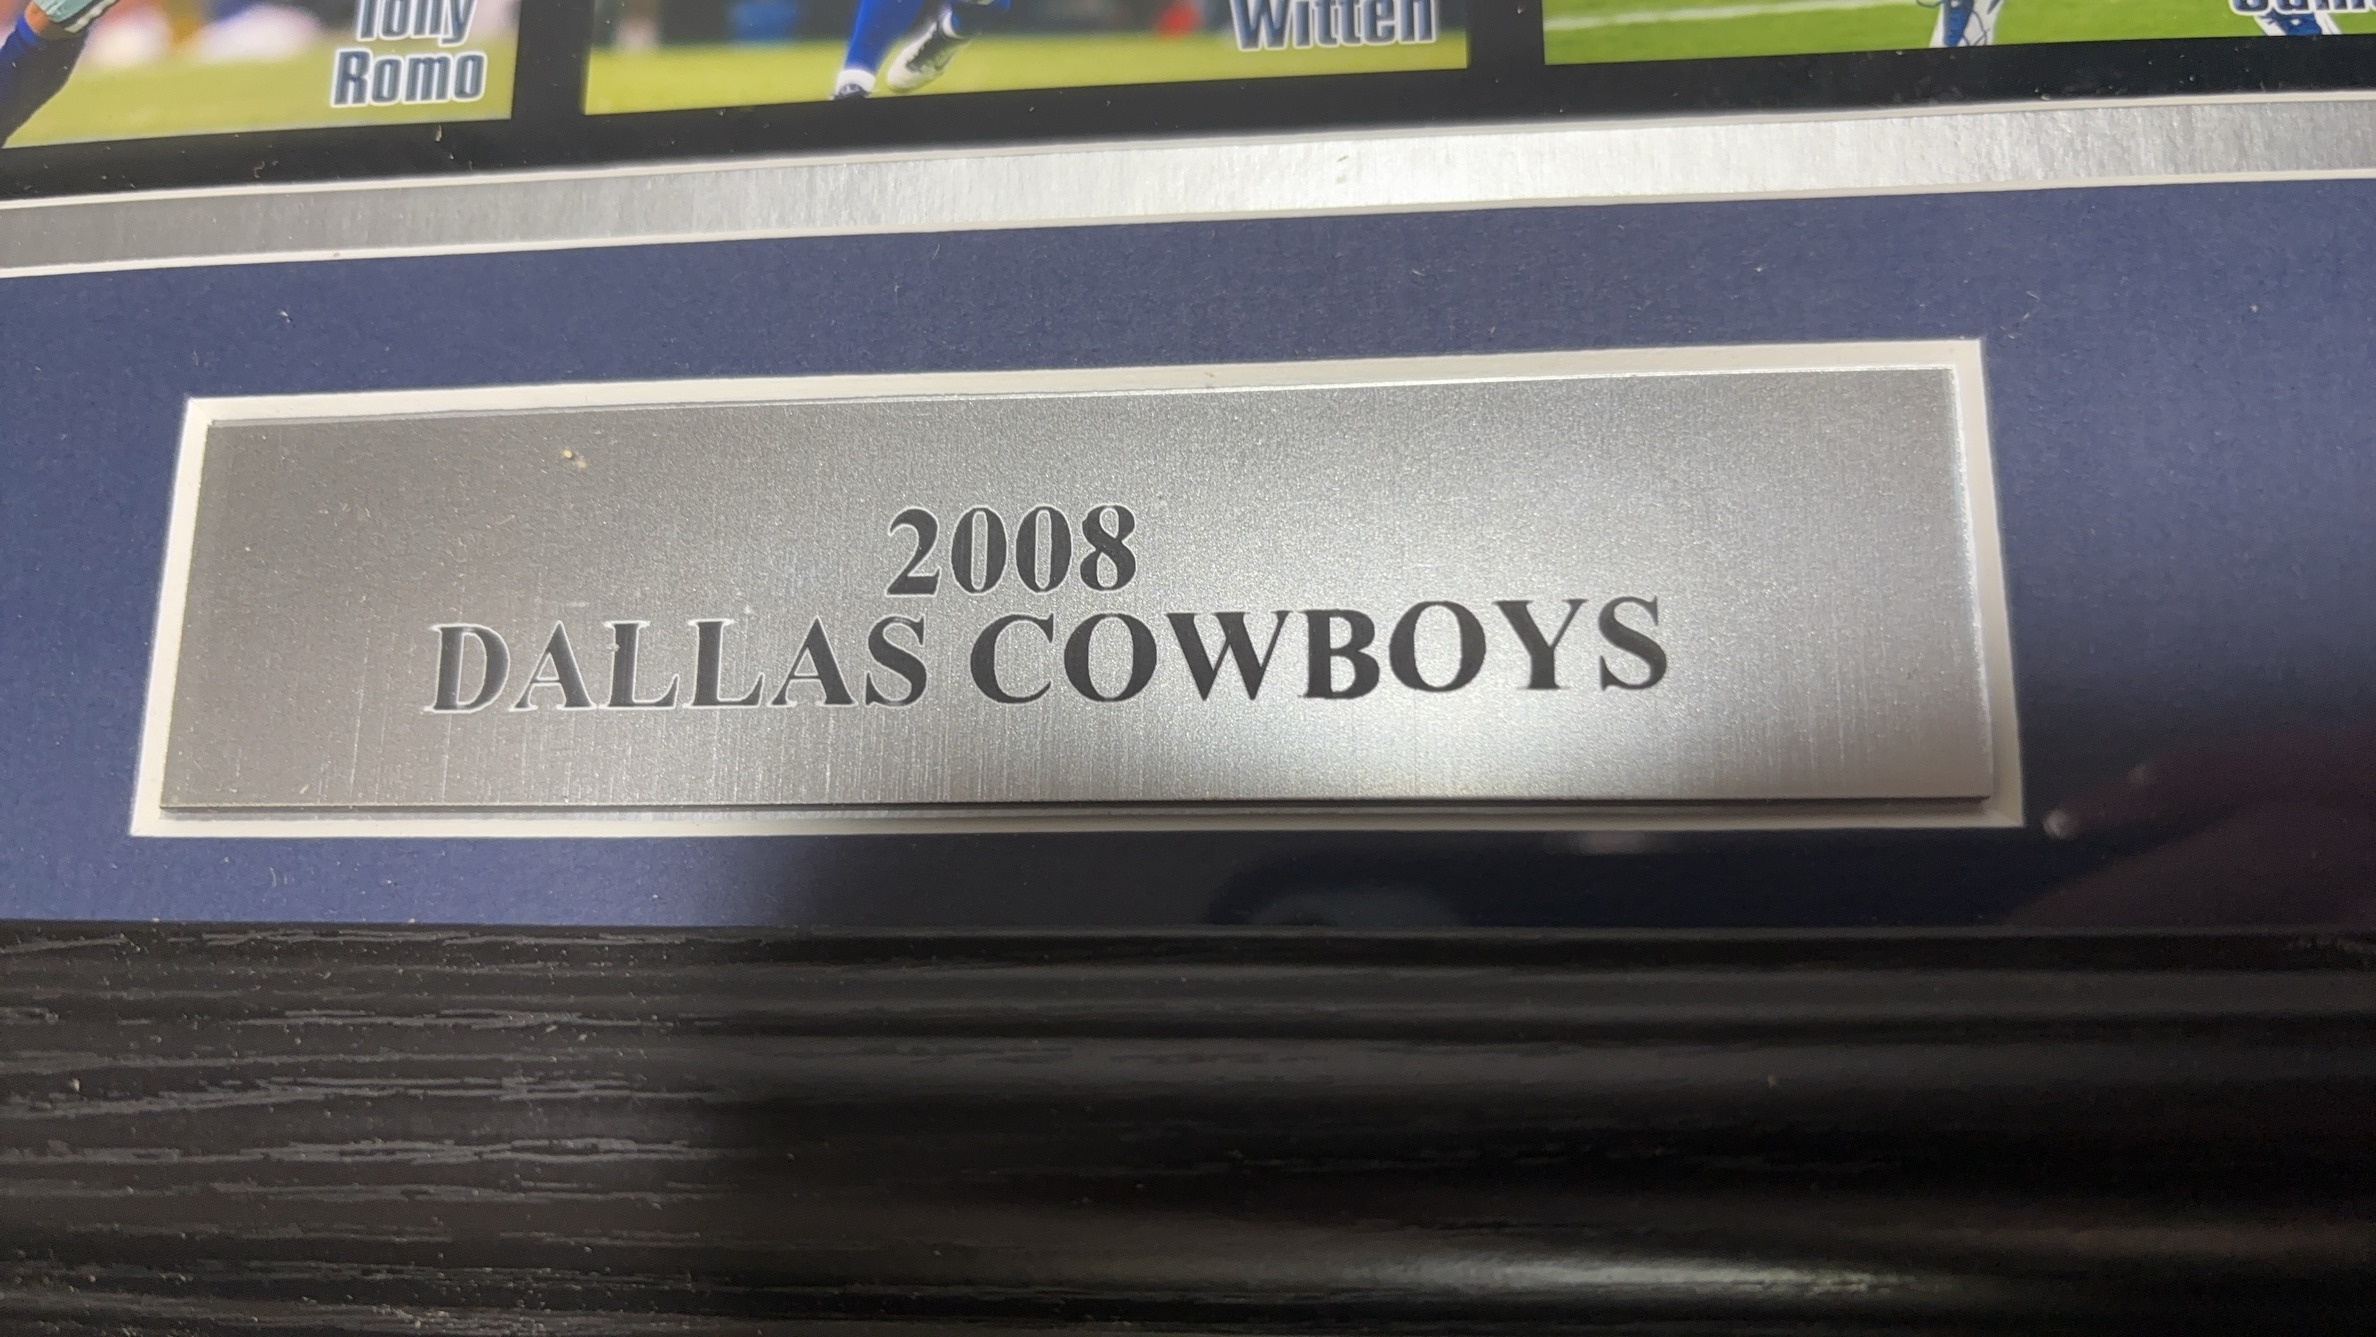 Tony
Romo
Witten
2008
DALLAS COWBOYS